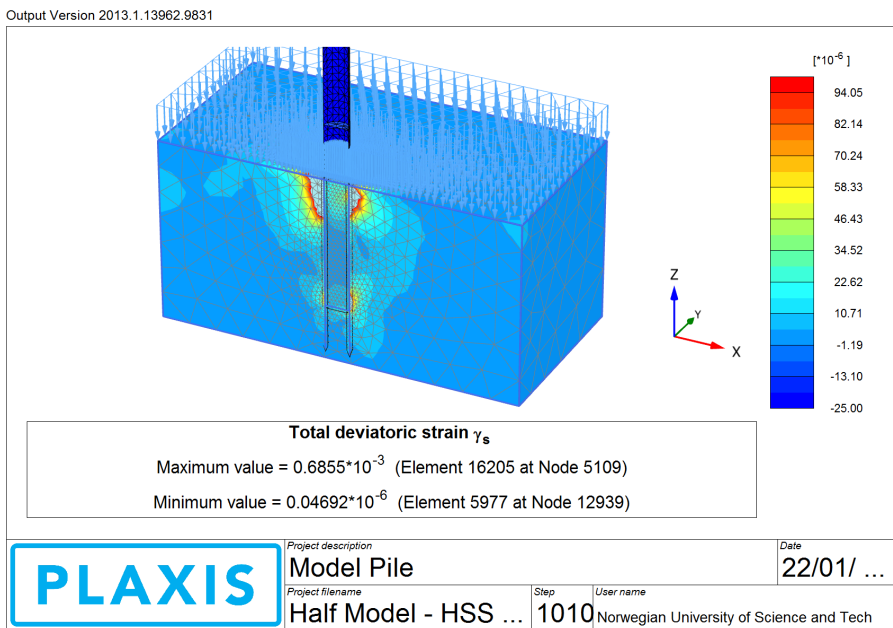 Output Version 2013.1.13962.9831
[*10-6 ]
94.05
82.14
70.24
58.33
46.43
34.52
22.62
10.71
-1.19
-13.10
-25.00
Z
Y
X
Total deviatoric strain γs
Maximum value = 0.6855*10-3 (Element 16205 at Node 5109)
Minimum value = 0.04692*10-6 (Element 5977 at Node 12939)
PLAXIS
Project description
Model Pile
Date
22/01/ ...
Project filename
Half Model - HSS ...
Step
1010
User name
Norwegian University of Science and Tech